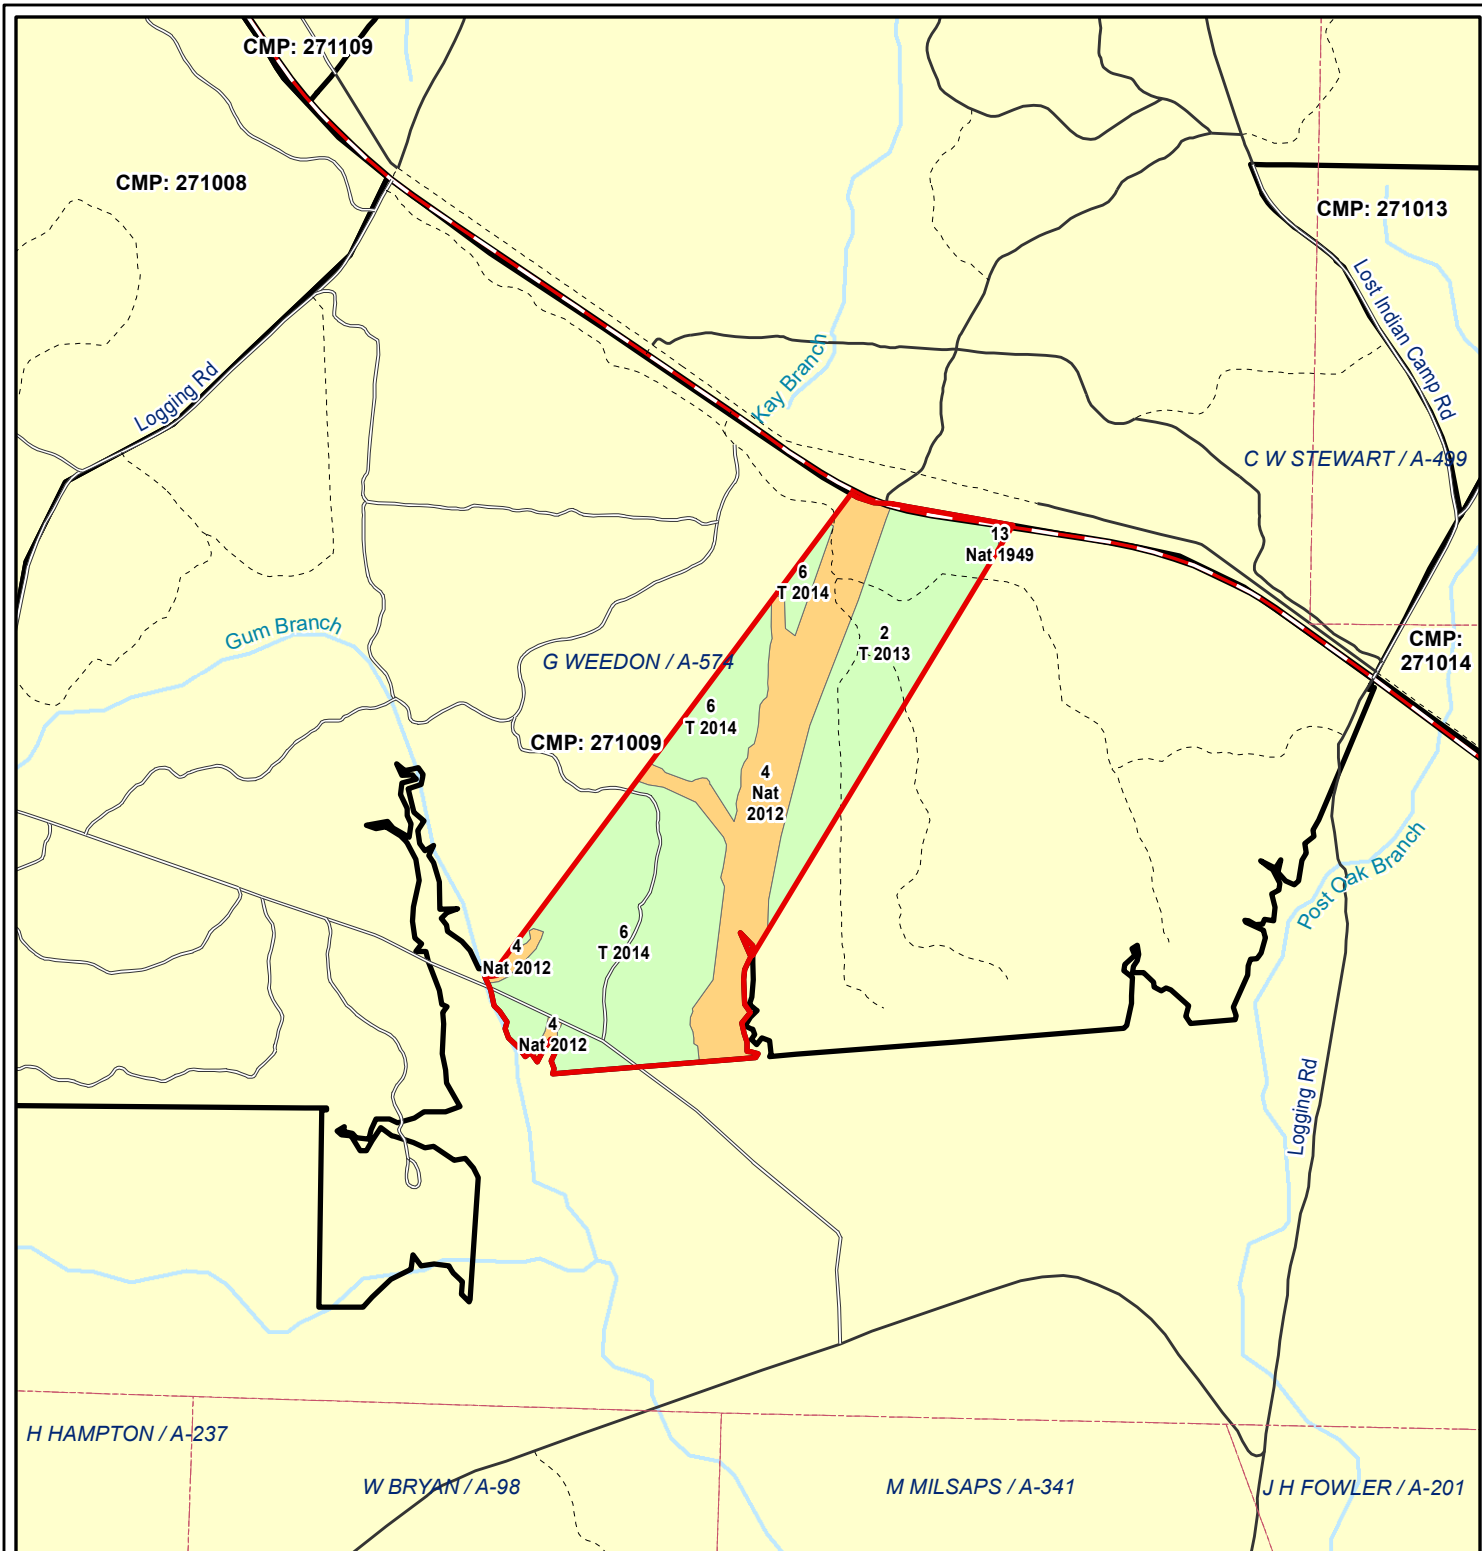 CMP: 271109
CMP: 271008
CMP: 271013
Lost Indian Camp Rd
Kay Branch
Logging Rd
C W STEWART / A-499
13
Nat 1949
6
T 2014
Gum Branch
2
T 2013
G WEEDON / A-574
CMP:
271014
6
T 2014
CMP: 271009
4
Nat
2012
Post Oak Branch
4
Nat 2012
6
T 2014
4
Nat 2012
Logging Rd
H HAMPTON / A-237
W BRYAN / A-98
M MILSAPS / A-341
J H FOWLER / A-201